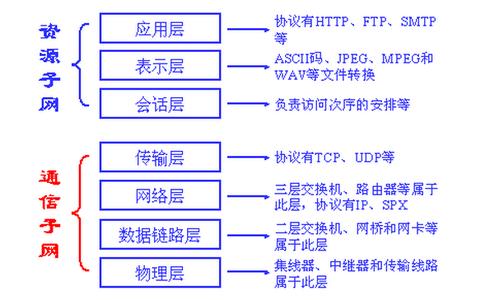 资源子网
应用层
协议有HTTP、FTP、SMTP
等
表示层
ASCII码、JPEG、MPEG和
WAV等文件转换
会话层
负责访问次序的安排等
通信子网
传输层
协议有TCP、UDP等
网络层
三层交换机、路由器等属于
此层，协议有IP、SPX
数据链路层
二层交换机、网桥和网卡等
属于此层
物理层
集线器、中继器和传输线路
属于此层